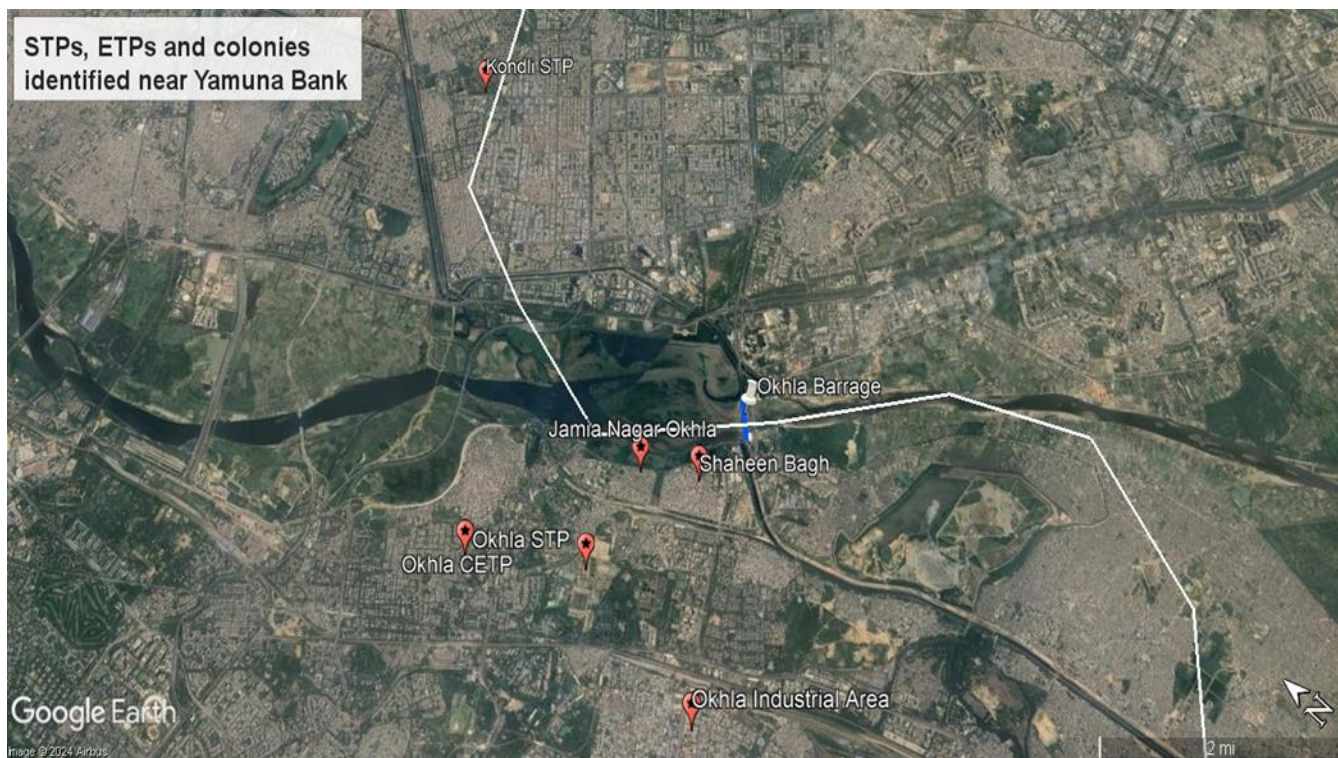 STPs, ETPs and colonies
identified near Yamuna Bank
Kondli STP
Okhla Barrage
Jamia Nagar Okhla
Shaheen Bagh
Okhla STP
Okhla CETP
Okhla Industrial Area
Google Earth
Image © 2024 Airbus
2 mi
N